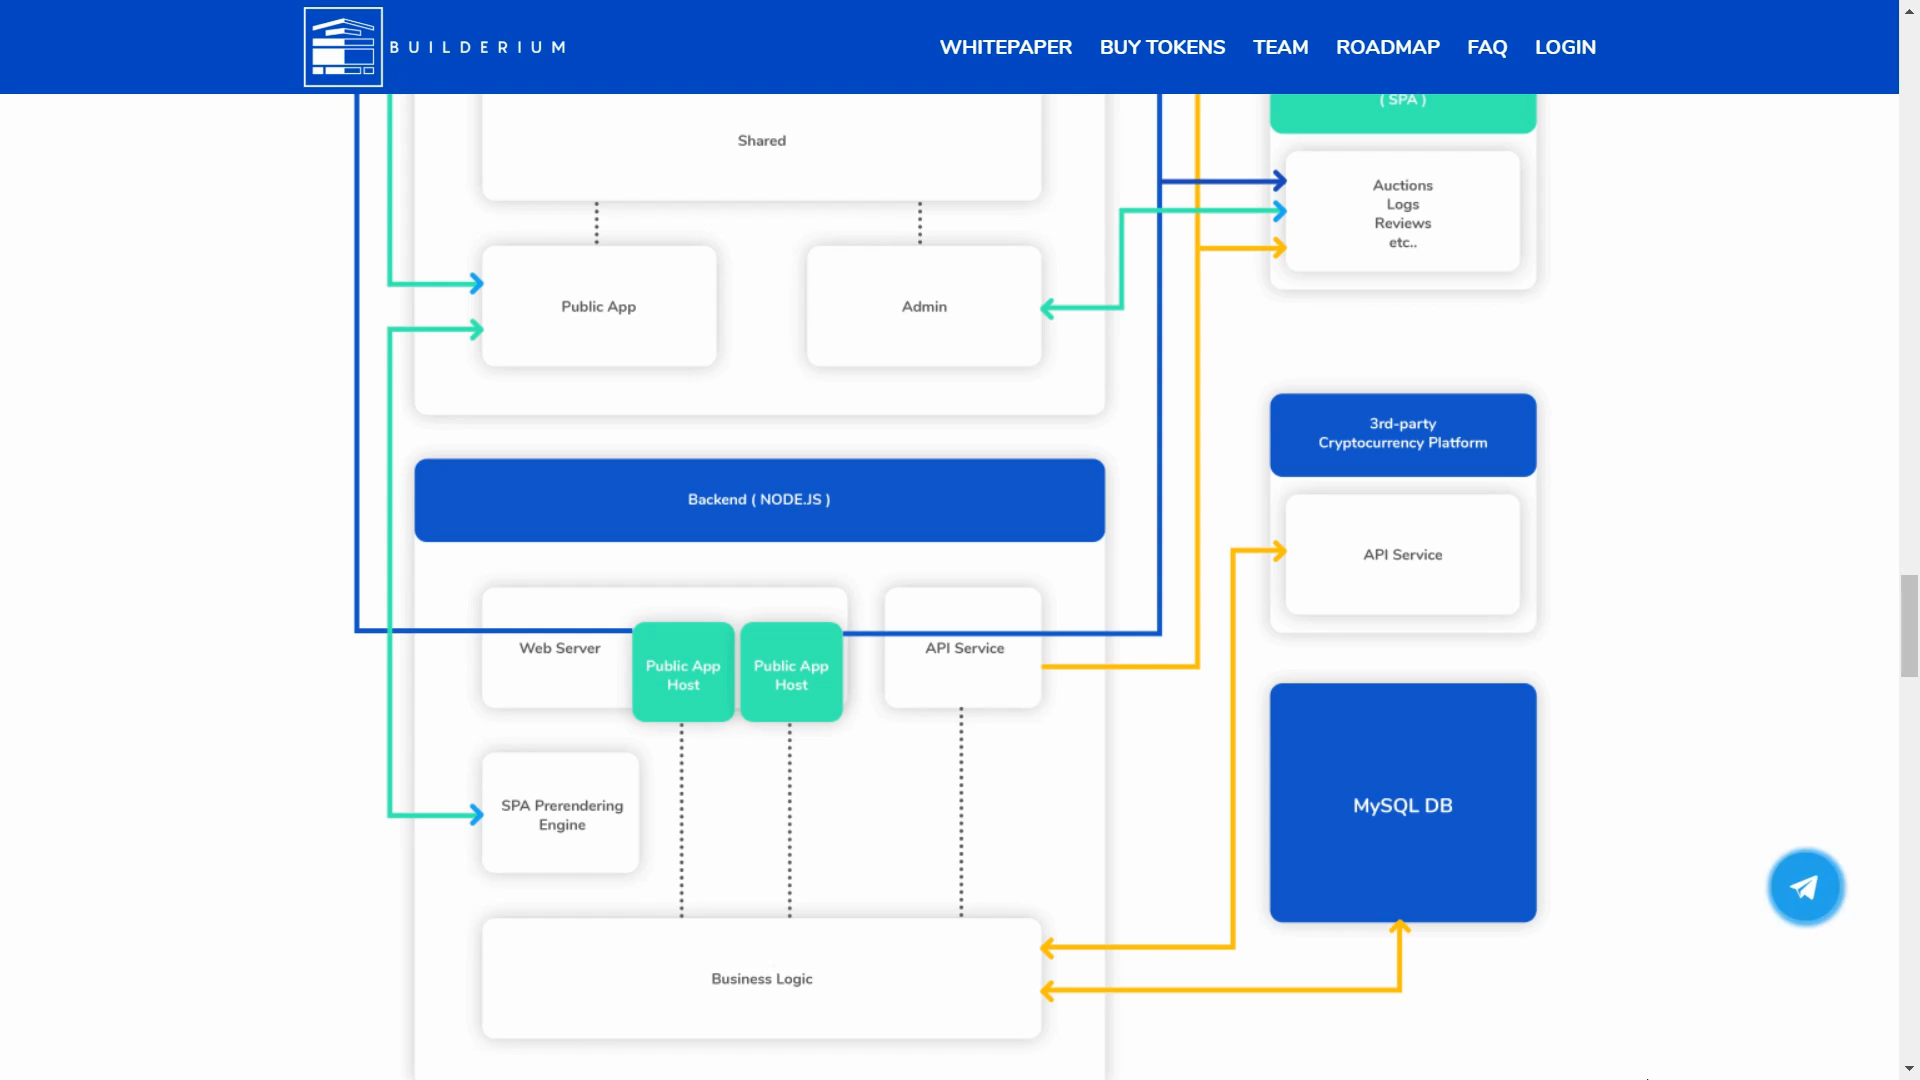 BUILDERIUM
WHITEPAPER BUY TOKENS TEAM ROADMAP FAQ LOGIN
( SPA )
Shared
Auctions
Logs
Reviews
etc..
Public App
Admin
3rd-party
Cryptocurrency Platform
Backend ( NODE.JS )
API Service
Web Server
Public App
Host
Public App
Host
API Service
SPA Prerendering
Engine
MySQL DB
Business Logic